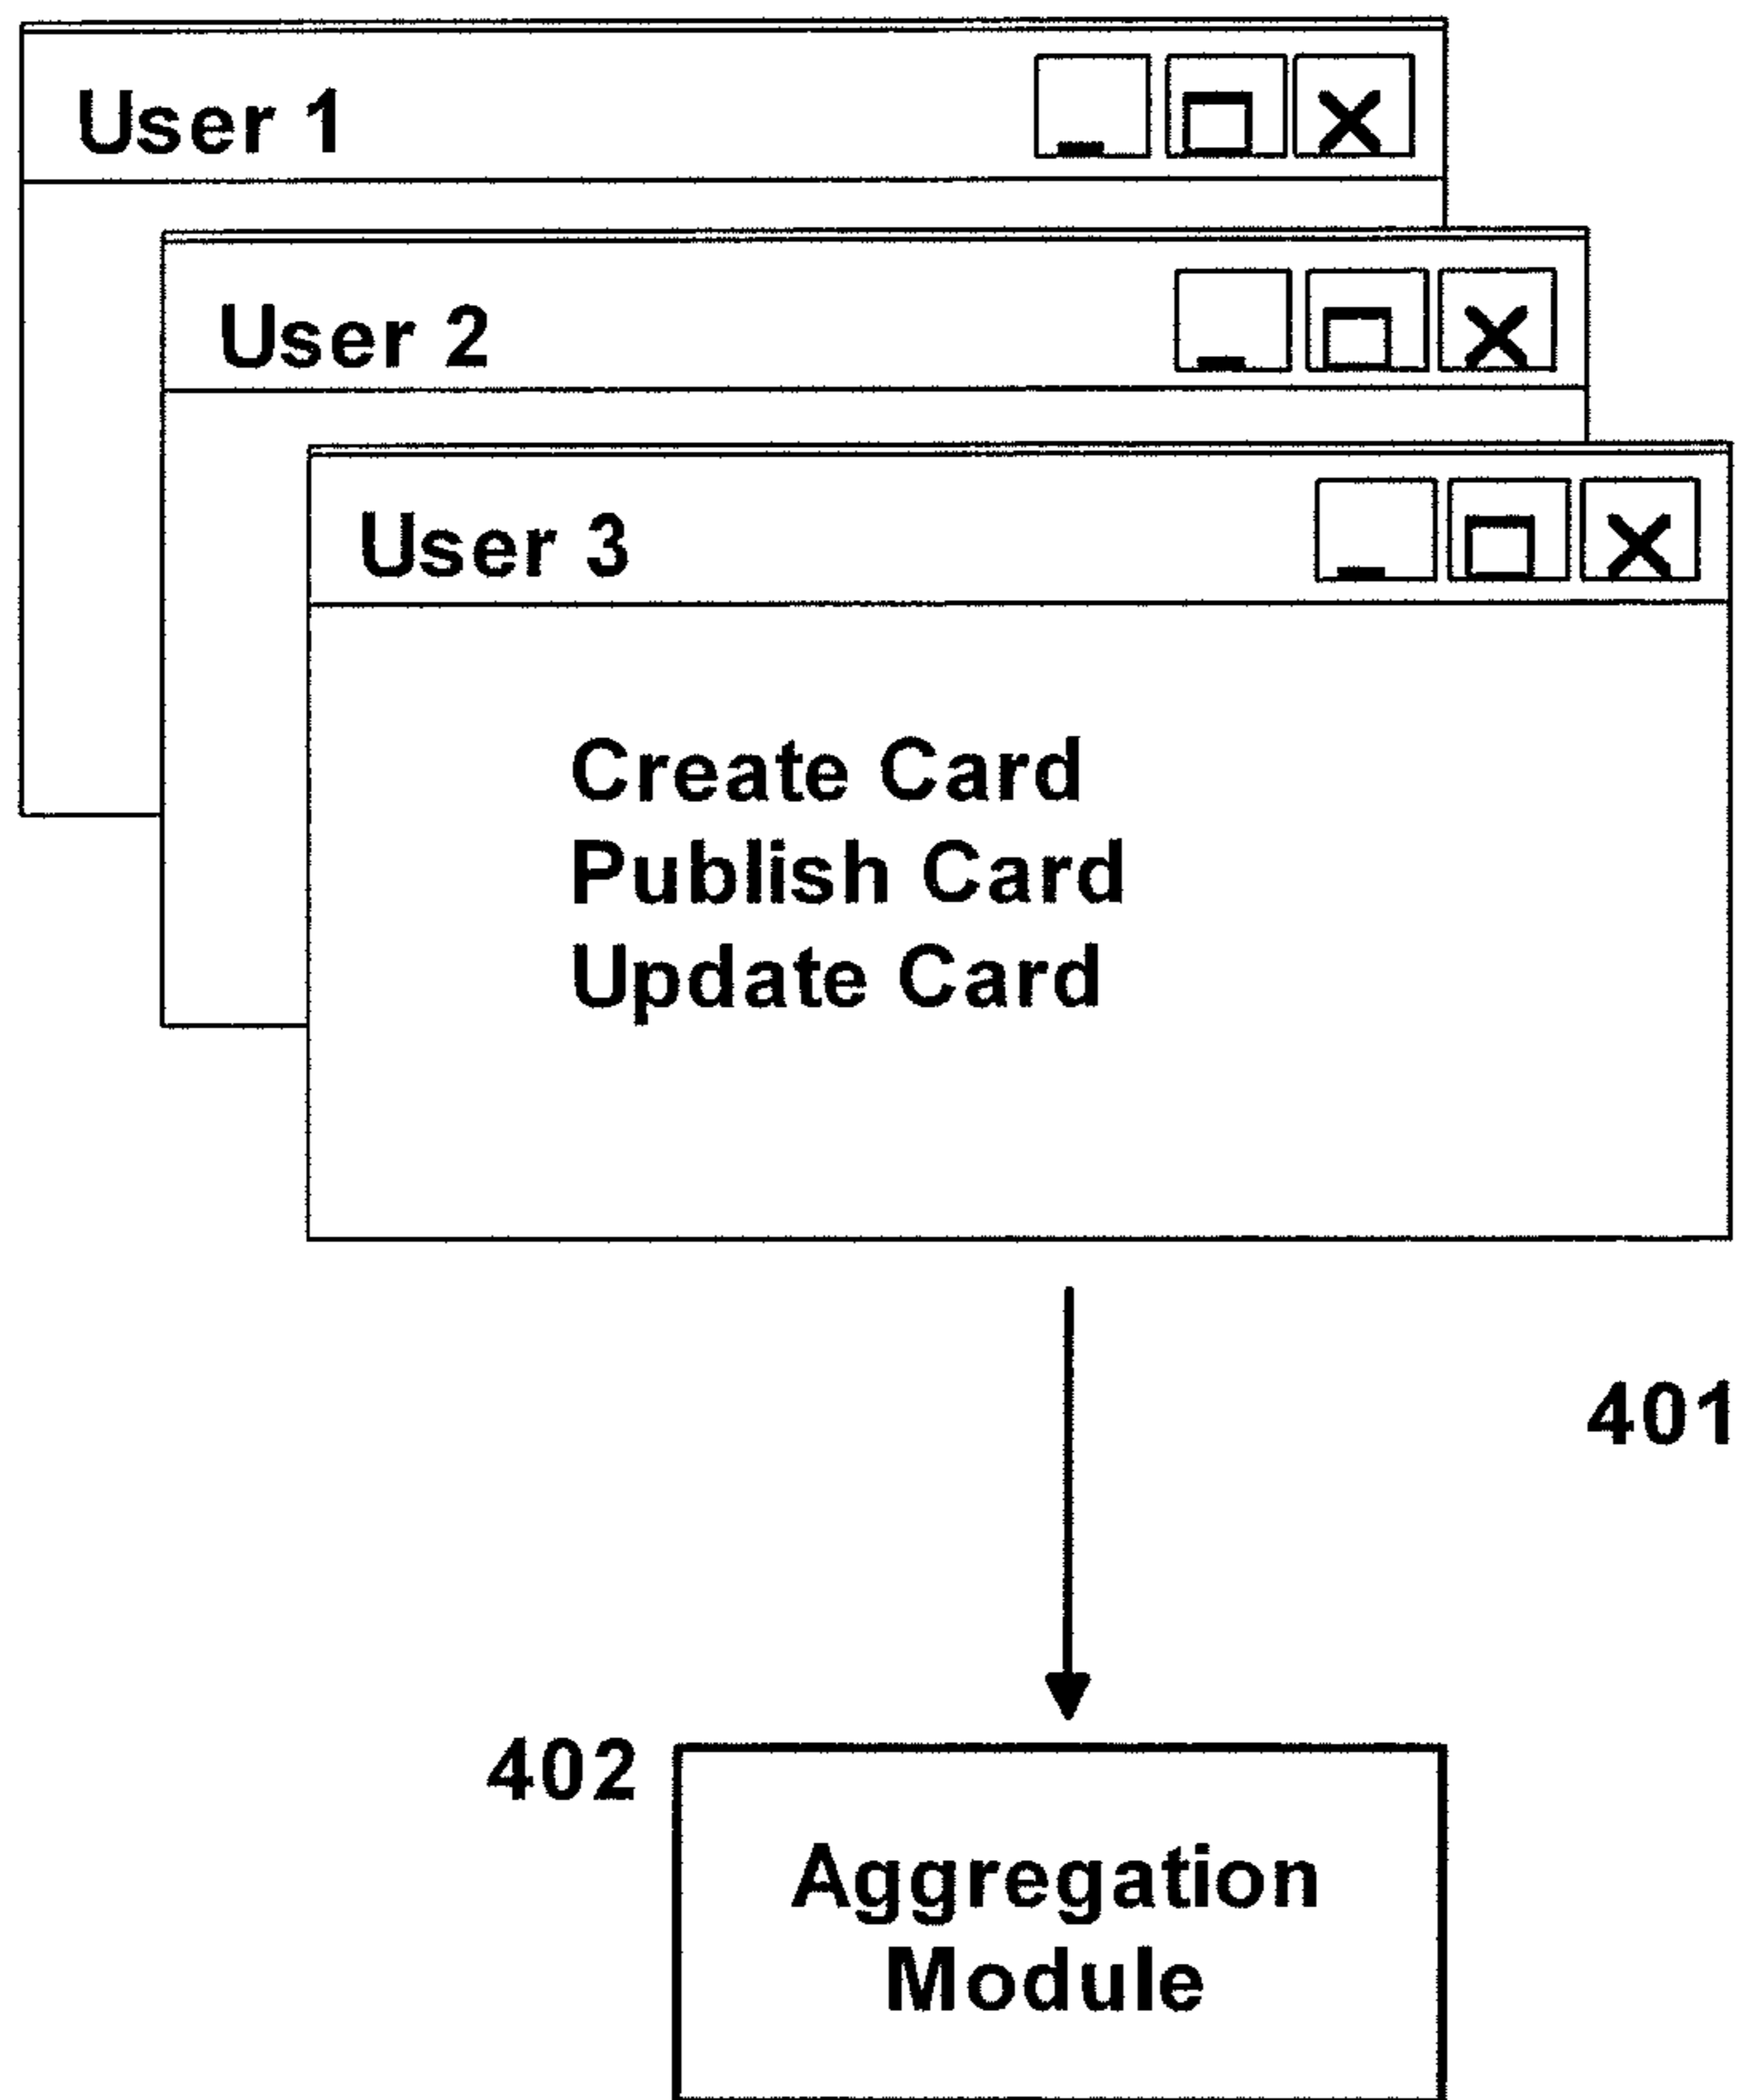 User 1
User 2
User 3
Create Card
Publish Card
Update Card
401
402
Aggregation
Module